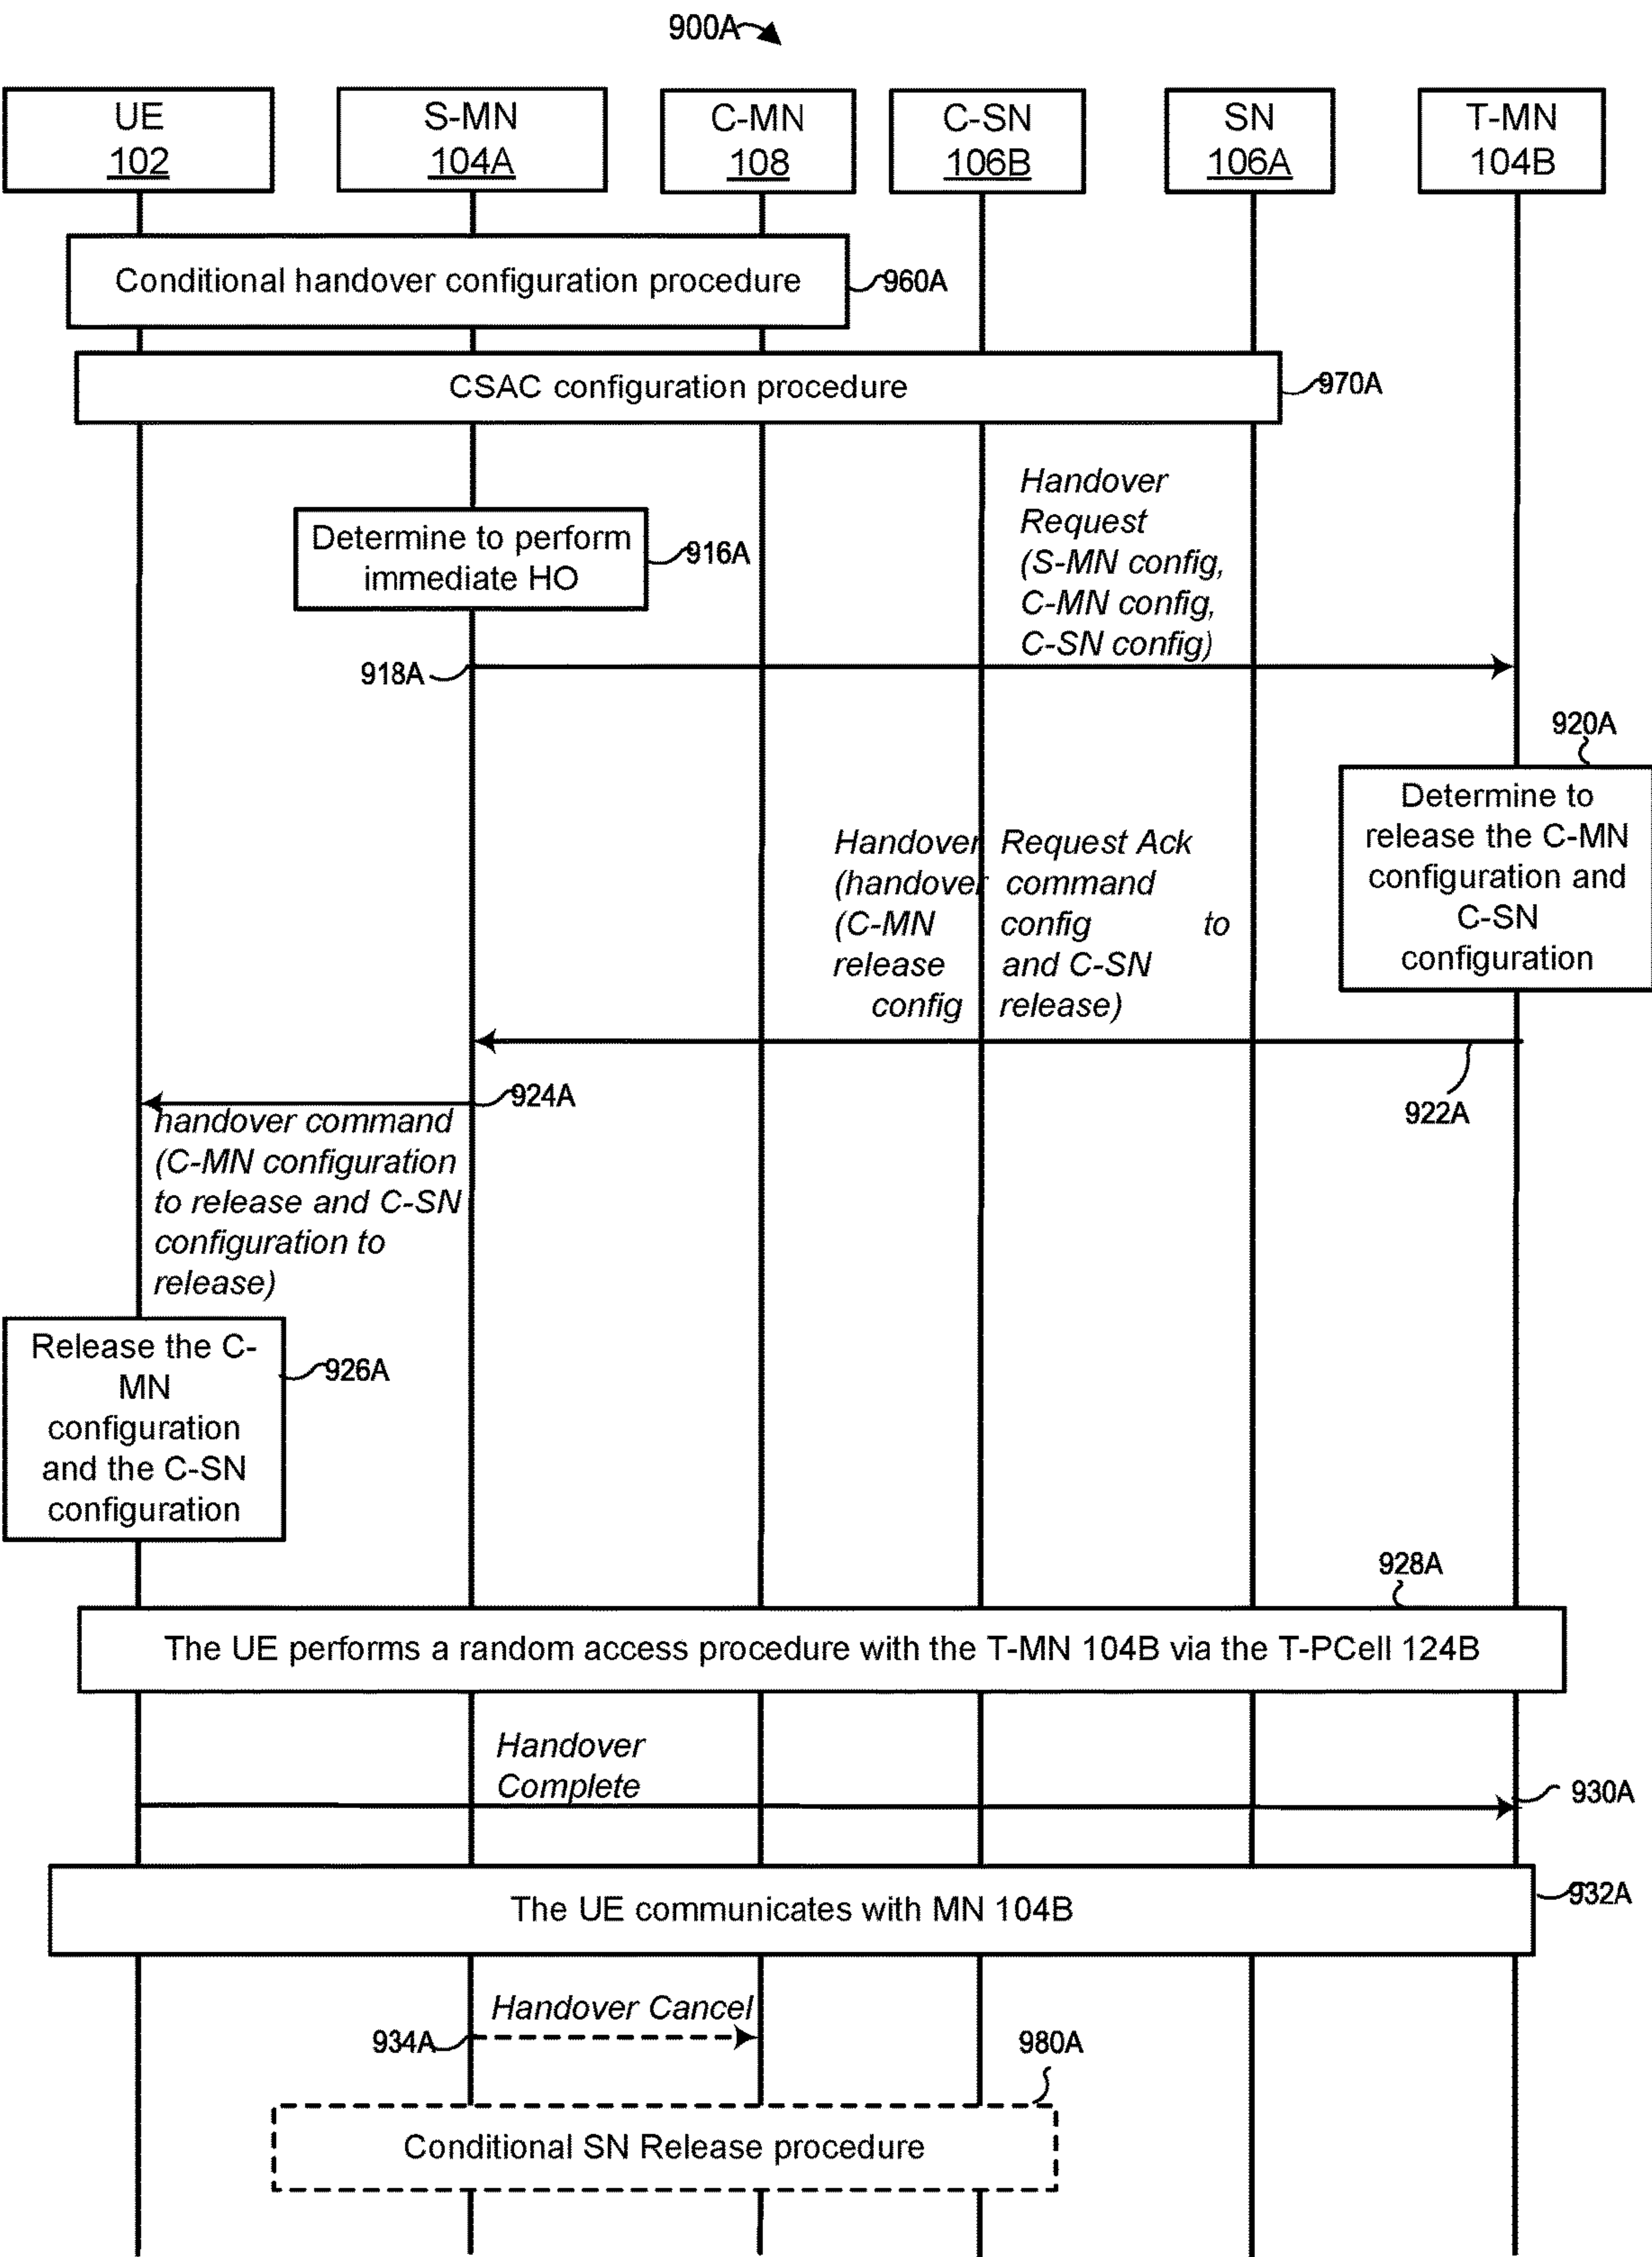 900A
UE
102
S-MN
104A
C-MN
108
C-SN
106B
SN
106A
T-MN
104B
Conditional handover configuration procedure
960A
CSAC configuration procedure
970A
Handover
Request
(S-MN config,
C-MN config,
C-SN config)
Determine to perform
immediate HO
916A
918A
920A
Determine to
release the C-MN
configuration and
C-SN
configuration
Handover Request Ack
(handover command
(C-MN config to
release and C-SN
config release)
922A
924A
handover command
(C-MN configuration
to release and C-SN
configuration to
release)
Release the C-
MN
configuration
and the C-SN
configuration
926A
928A
The UE performs a random access procedure with the T-MN 104B via the T-PCell 124B
Handover
Complete
930A
The UE communicates with MN 104B
932A
Handover Cancel
934A
980A
Conditional SN Release procedure